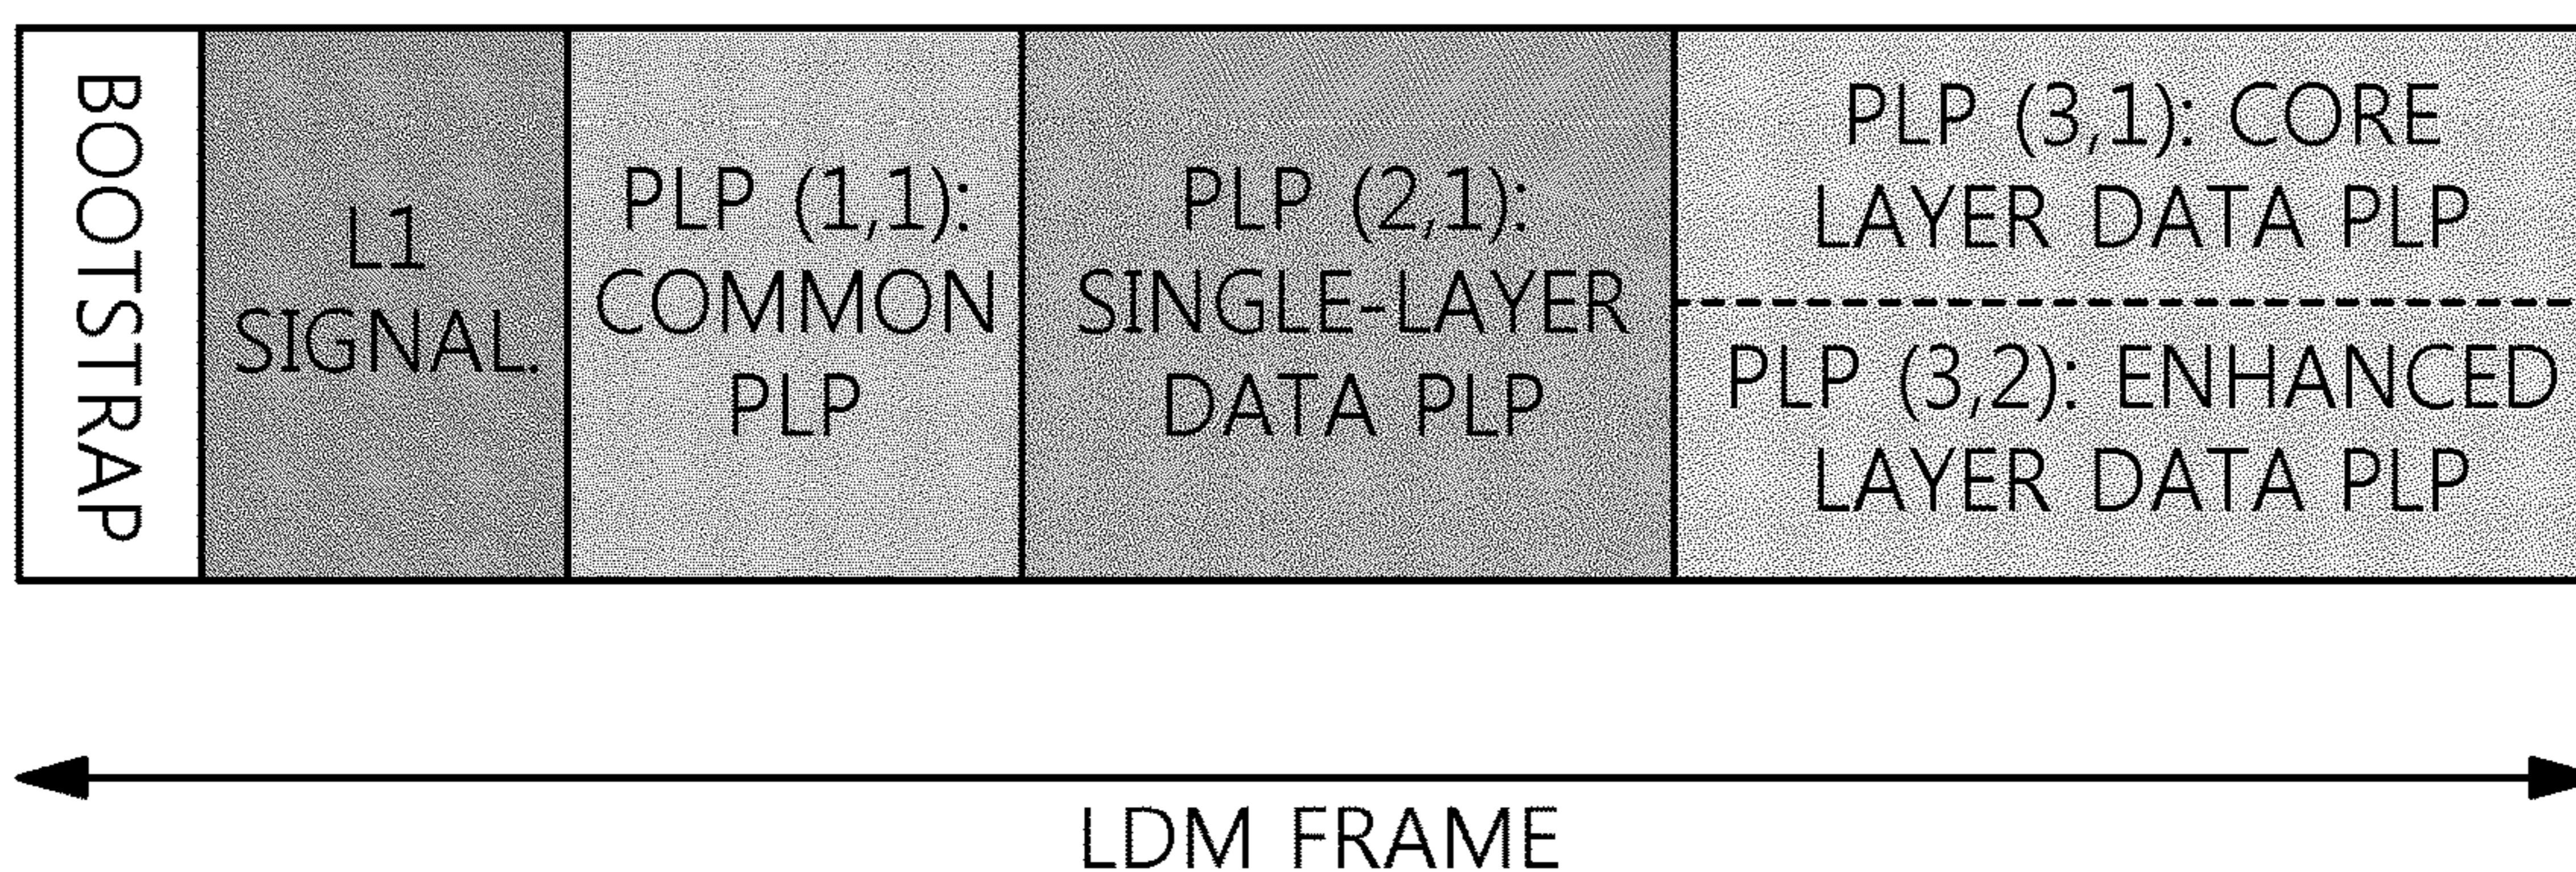 BOOTSTRAP
L1
SIGNAL.
PLP (1,1):
COMMON
PLP
PLP (2,1):
SINGLE-LAYER
DATA PLP
PLP (3,1): CORE
LAYER DATA PLP
PLP (3,2): ENHANCED
LAYER DATA PLP
LDM FRAME